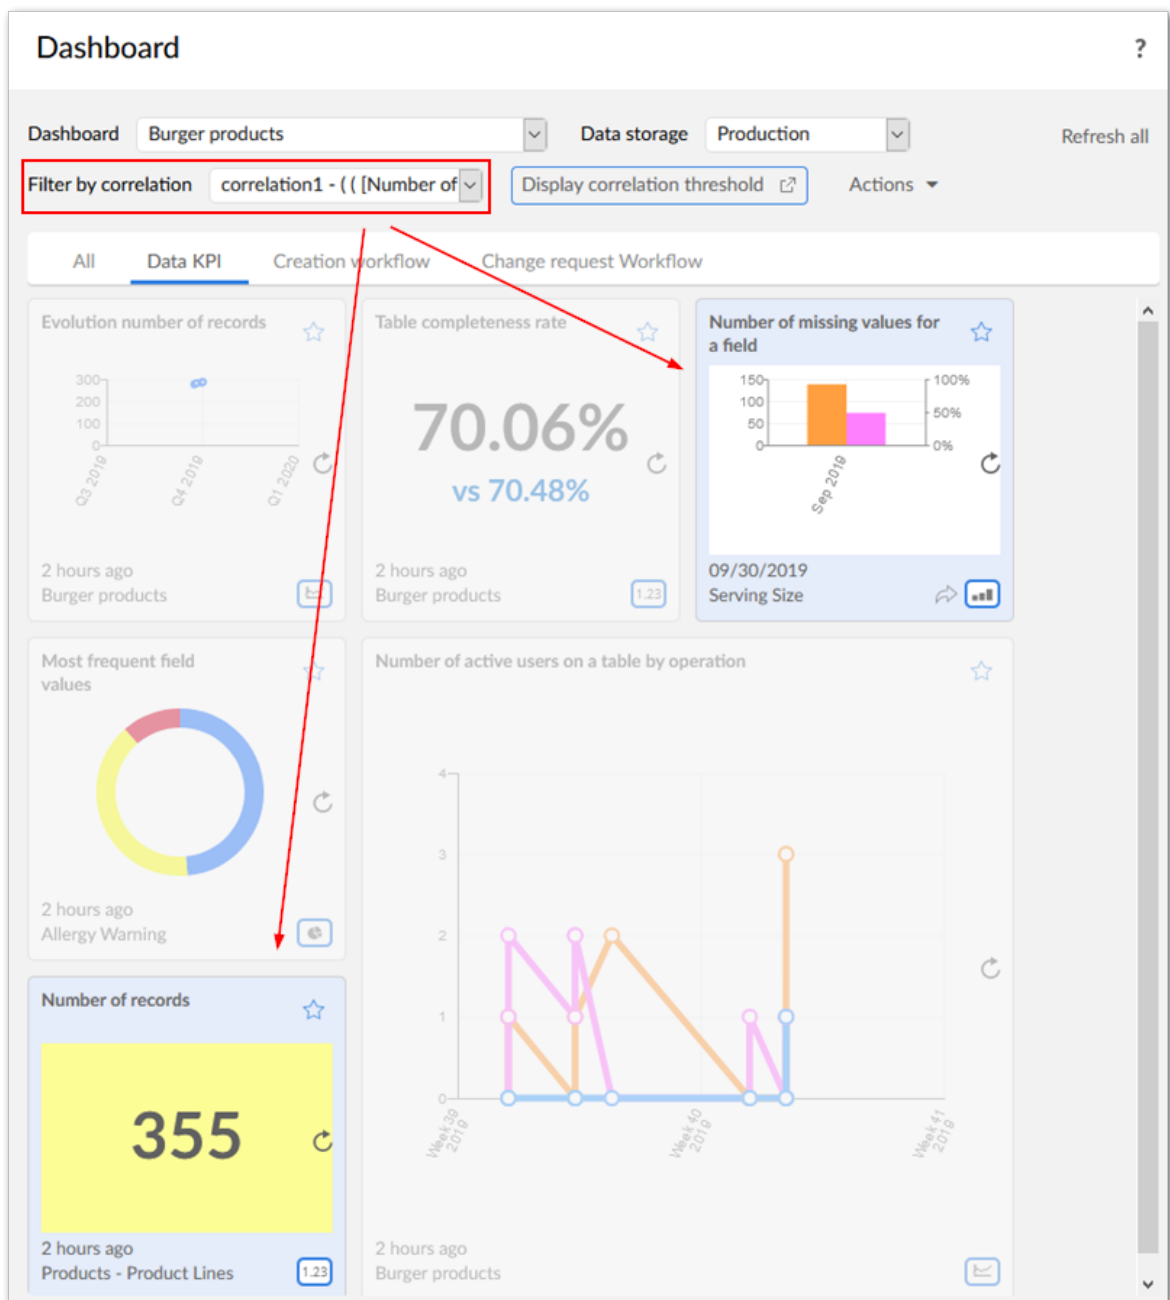 Dashboard
?
Dashboard Burger products Data storage Production Refresh all
Filter by correlation correlation1 - ( ( [Number of Display correlation threshold Actions
All Data KPI Creation workflow Change request Workflow
Evolution number of records
300
200
100
0
Q3 2019
Q4 2019
Q1 2020
2 hours ago
Burger products
Table completeness rate
70.06%
vs 70.48%
2 hours ago
Burger products
1.23
Number of missing values for
a field
150
100
50
0
100%
50%
0%
Sep 2019
09/30/2019
Serving Size
Most frequent field
values
2 hours ago
Allergy Warning
Number of active users on a table by operation
4
3
2
1
0
Week 39
2019
Week 40
2019
Week 41
2019
2 hours ago
Burger products
Number of records
355
2 hours ago
Products - Product Lines
1.23